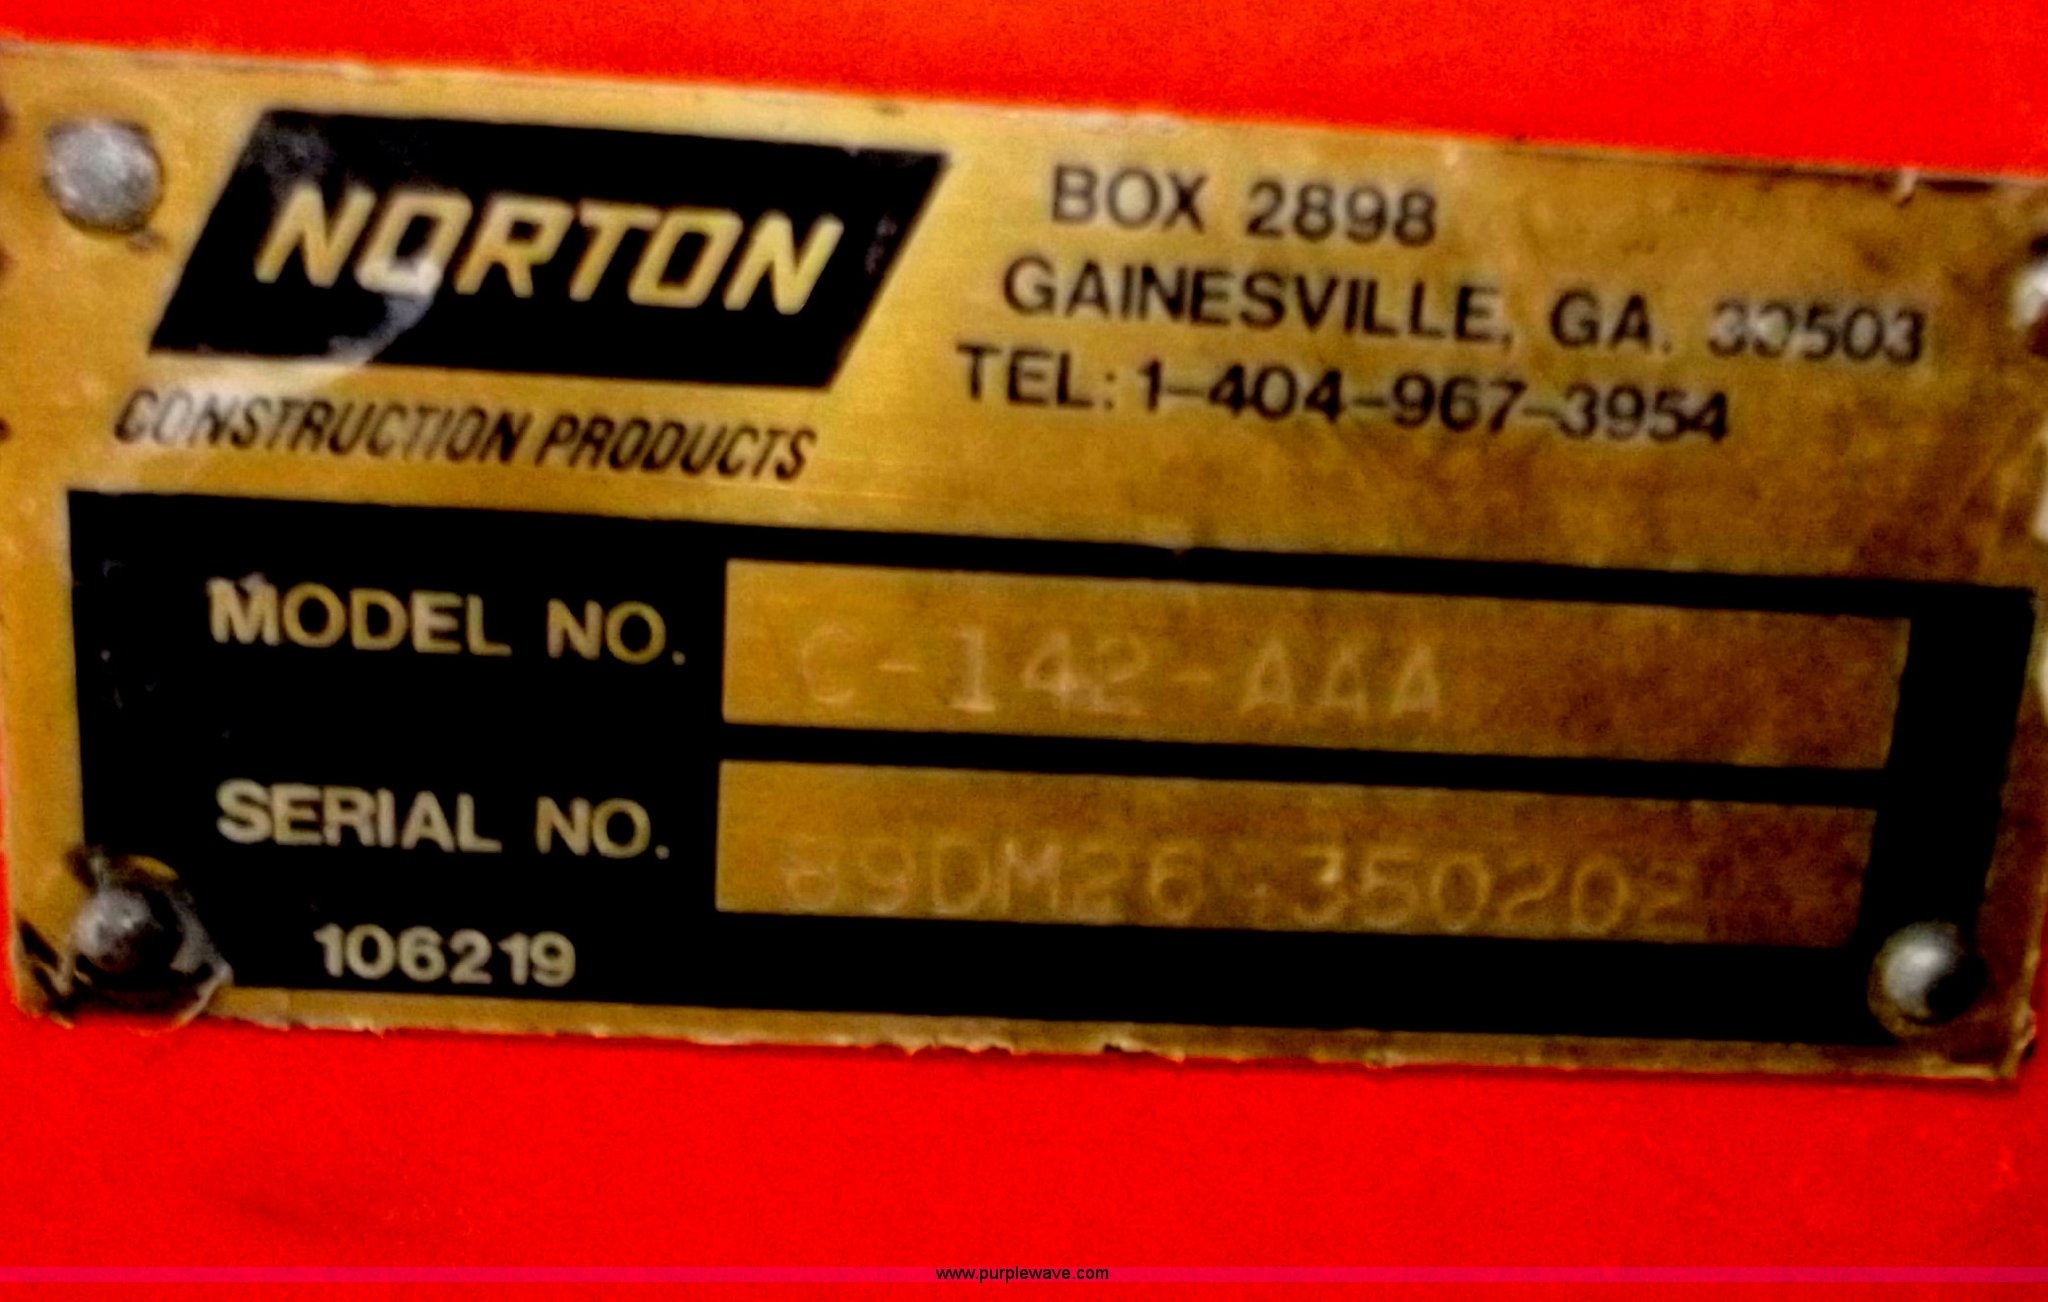 NORTON
CONSTRUCTION PRODUCTS
BOX 2898
GAINESVILLE, GA. 30503
TEL: 1-404-967-3954
MODEL NO. C-142-AAA
SERIAL NO. 89DM26 350202
106219
www.purplewave.com